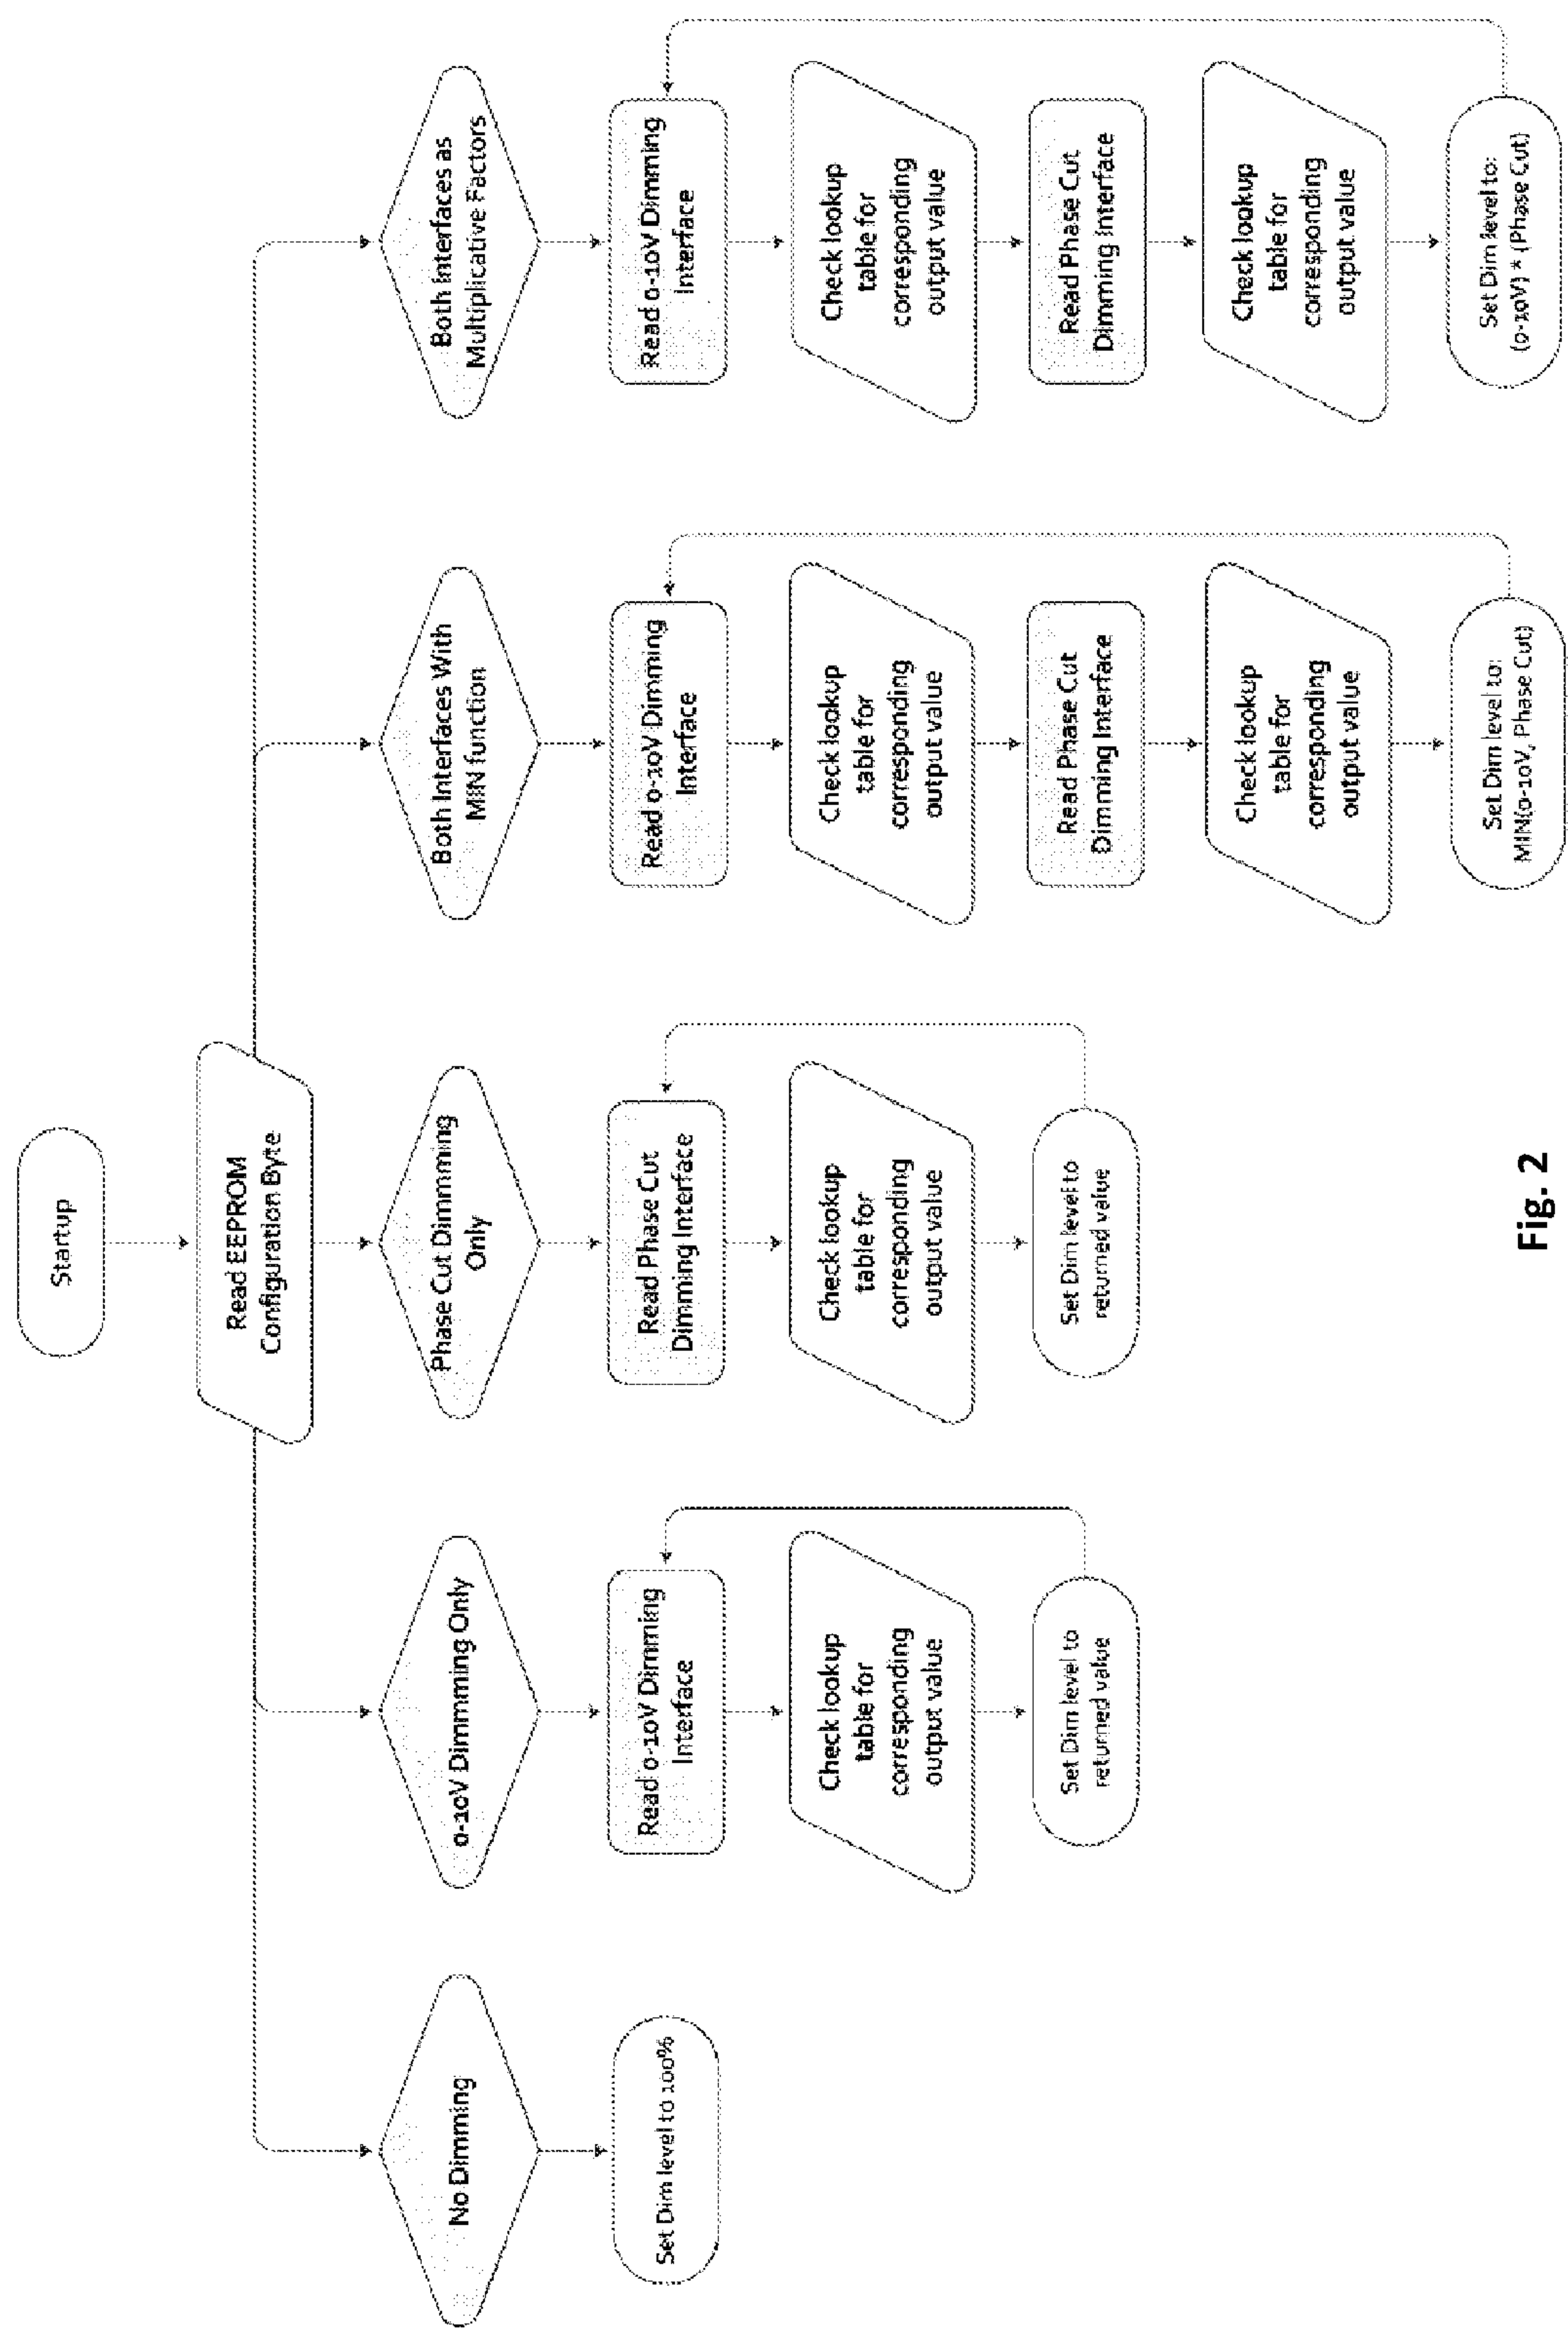 Startup
Read EEPROM
Configuration Byte
No Dimming
Set Dim level to 100%
0-10V Dimming Only
Read 0-10V Dimming
Interface
Check lookup
table for
corresponding
output value
Set Dim level to
returned value
Phase Cut Dimming
Only
Read Phase Cut
Dimming Interface
Check lookup
table for
corresponding
output value
Set Dim level to
returned value
Both Interfaces With
MIN function
Read 0-10V Dimming
Interface
Check lookup
table for
corresponding
output value
Read Phase Cut
Dimming Interface
Check lookup
table for
corresponding
output value
Set Dim level to:
MIN(0-10V, Phase Cut)
Both Interfaces as
Multiplicative Factors
Read 0-10V Dimming
Interface
Check lookup
table for
corresponding
output value
Read Phase Cut
Dimming Interface
Check lookup
table for
corresponding
output value
Set Dim level to:
(0-10V) * (Phase Cut)
Fig. 2